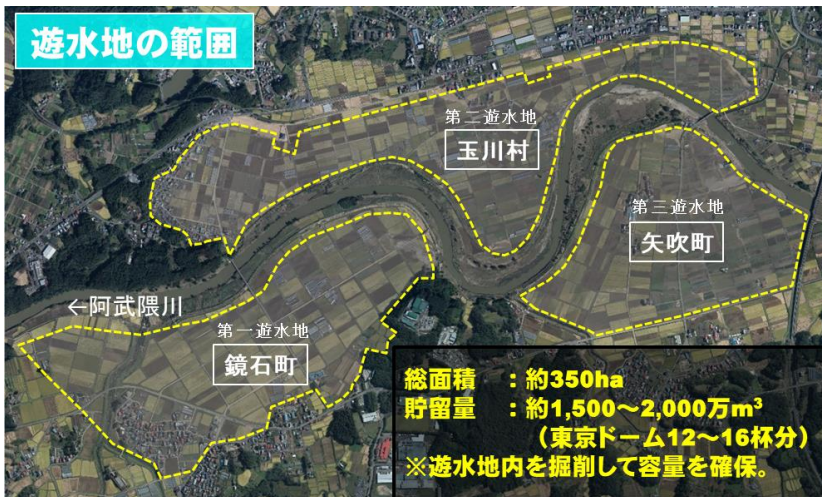 遊水地の範囲
第二遊水地
玉川村
第三遊水地
矢吹町
←阿武隈川
第一遊水地
鏡石町
総面積 ：約350ha
貯留量 ：約1,500～2,000万m³
（東京ドーム12～16杯分）
※遊水地内を掘削して容量を確保。